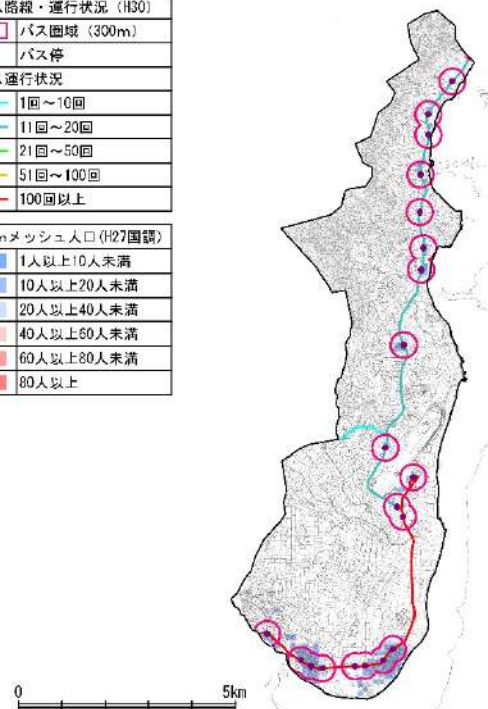 路線・運行状況（H30）
バス圏域（300m）
バス停
運行状況
1回～10回
11回～20回
21回～50回
51回～100回
100回以上
mメッシュ人口(H27国調)
1人以上10人未満
10人以上20人未満
20人以上40人未満
40人以上60人未満
60人以上80人未満
80人以上
0
5km